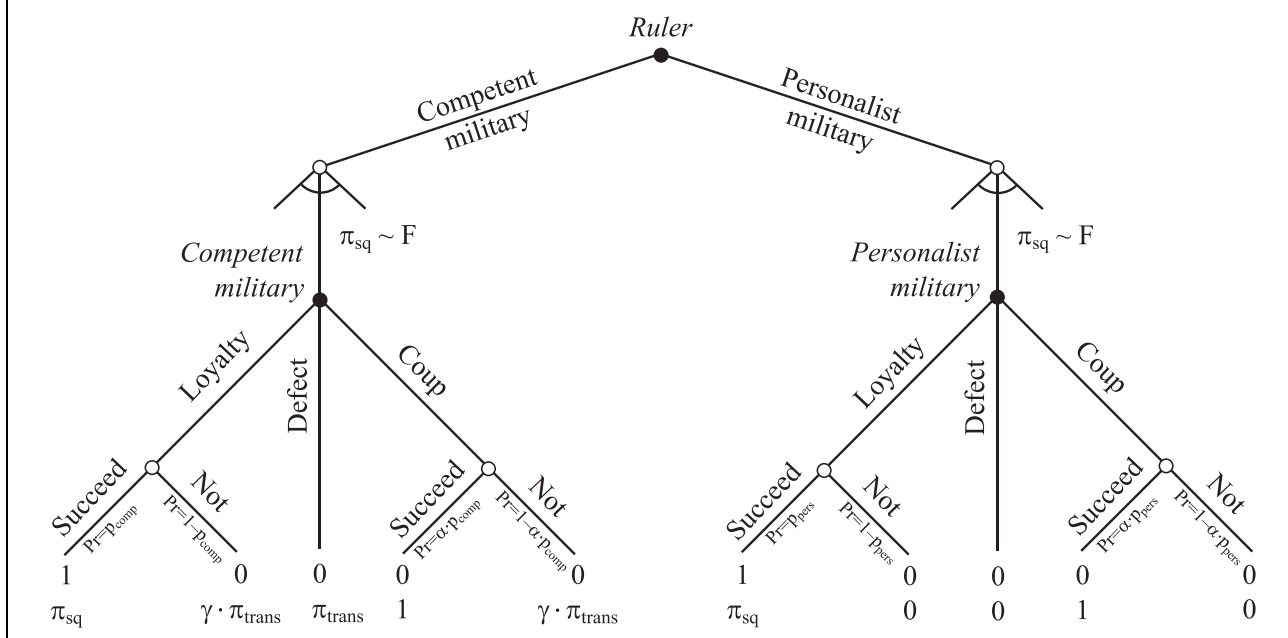 Ruler
Competent
military
Personalist
military
π_sq ~ F
π_sq ~ F
Competent
military
Personalist
military
Loyalty
Defect
Coup
Loyalty
Defect
Coup
Succeed
Pr=p_comp
Not
Pr=1–p_comp
Succeed
Pr=α·p_comp
Not
Pr=1–α·p_comp
Succeed
Pr=p_pers
Not
Pr=1–p_pers
Succeed
Pr=α·p_pers
Not
Pr=1–α·p_pers
1 0 0 0 0 1 0 0 0 0
π_sq γ · π_trans π_trans 1 γ · π_trans π_sq 0 0 1 0